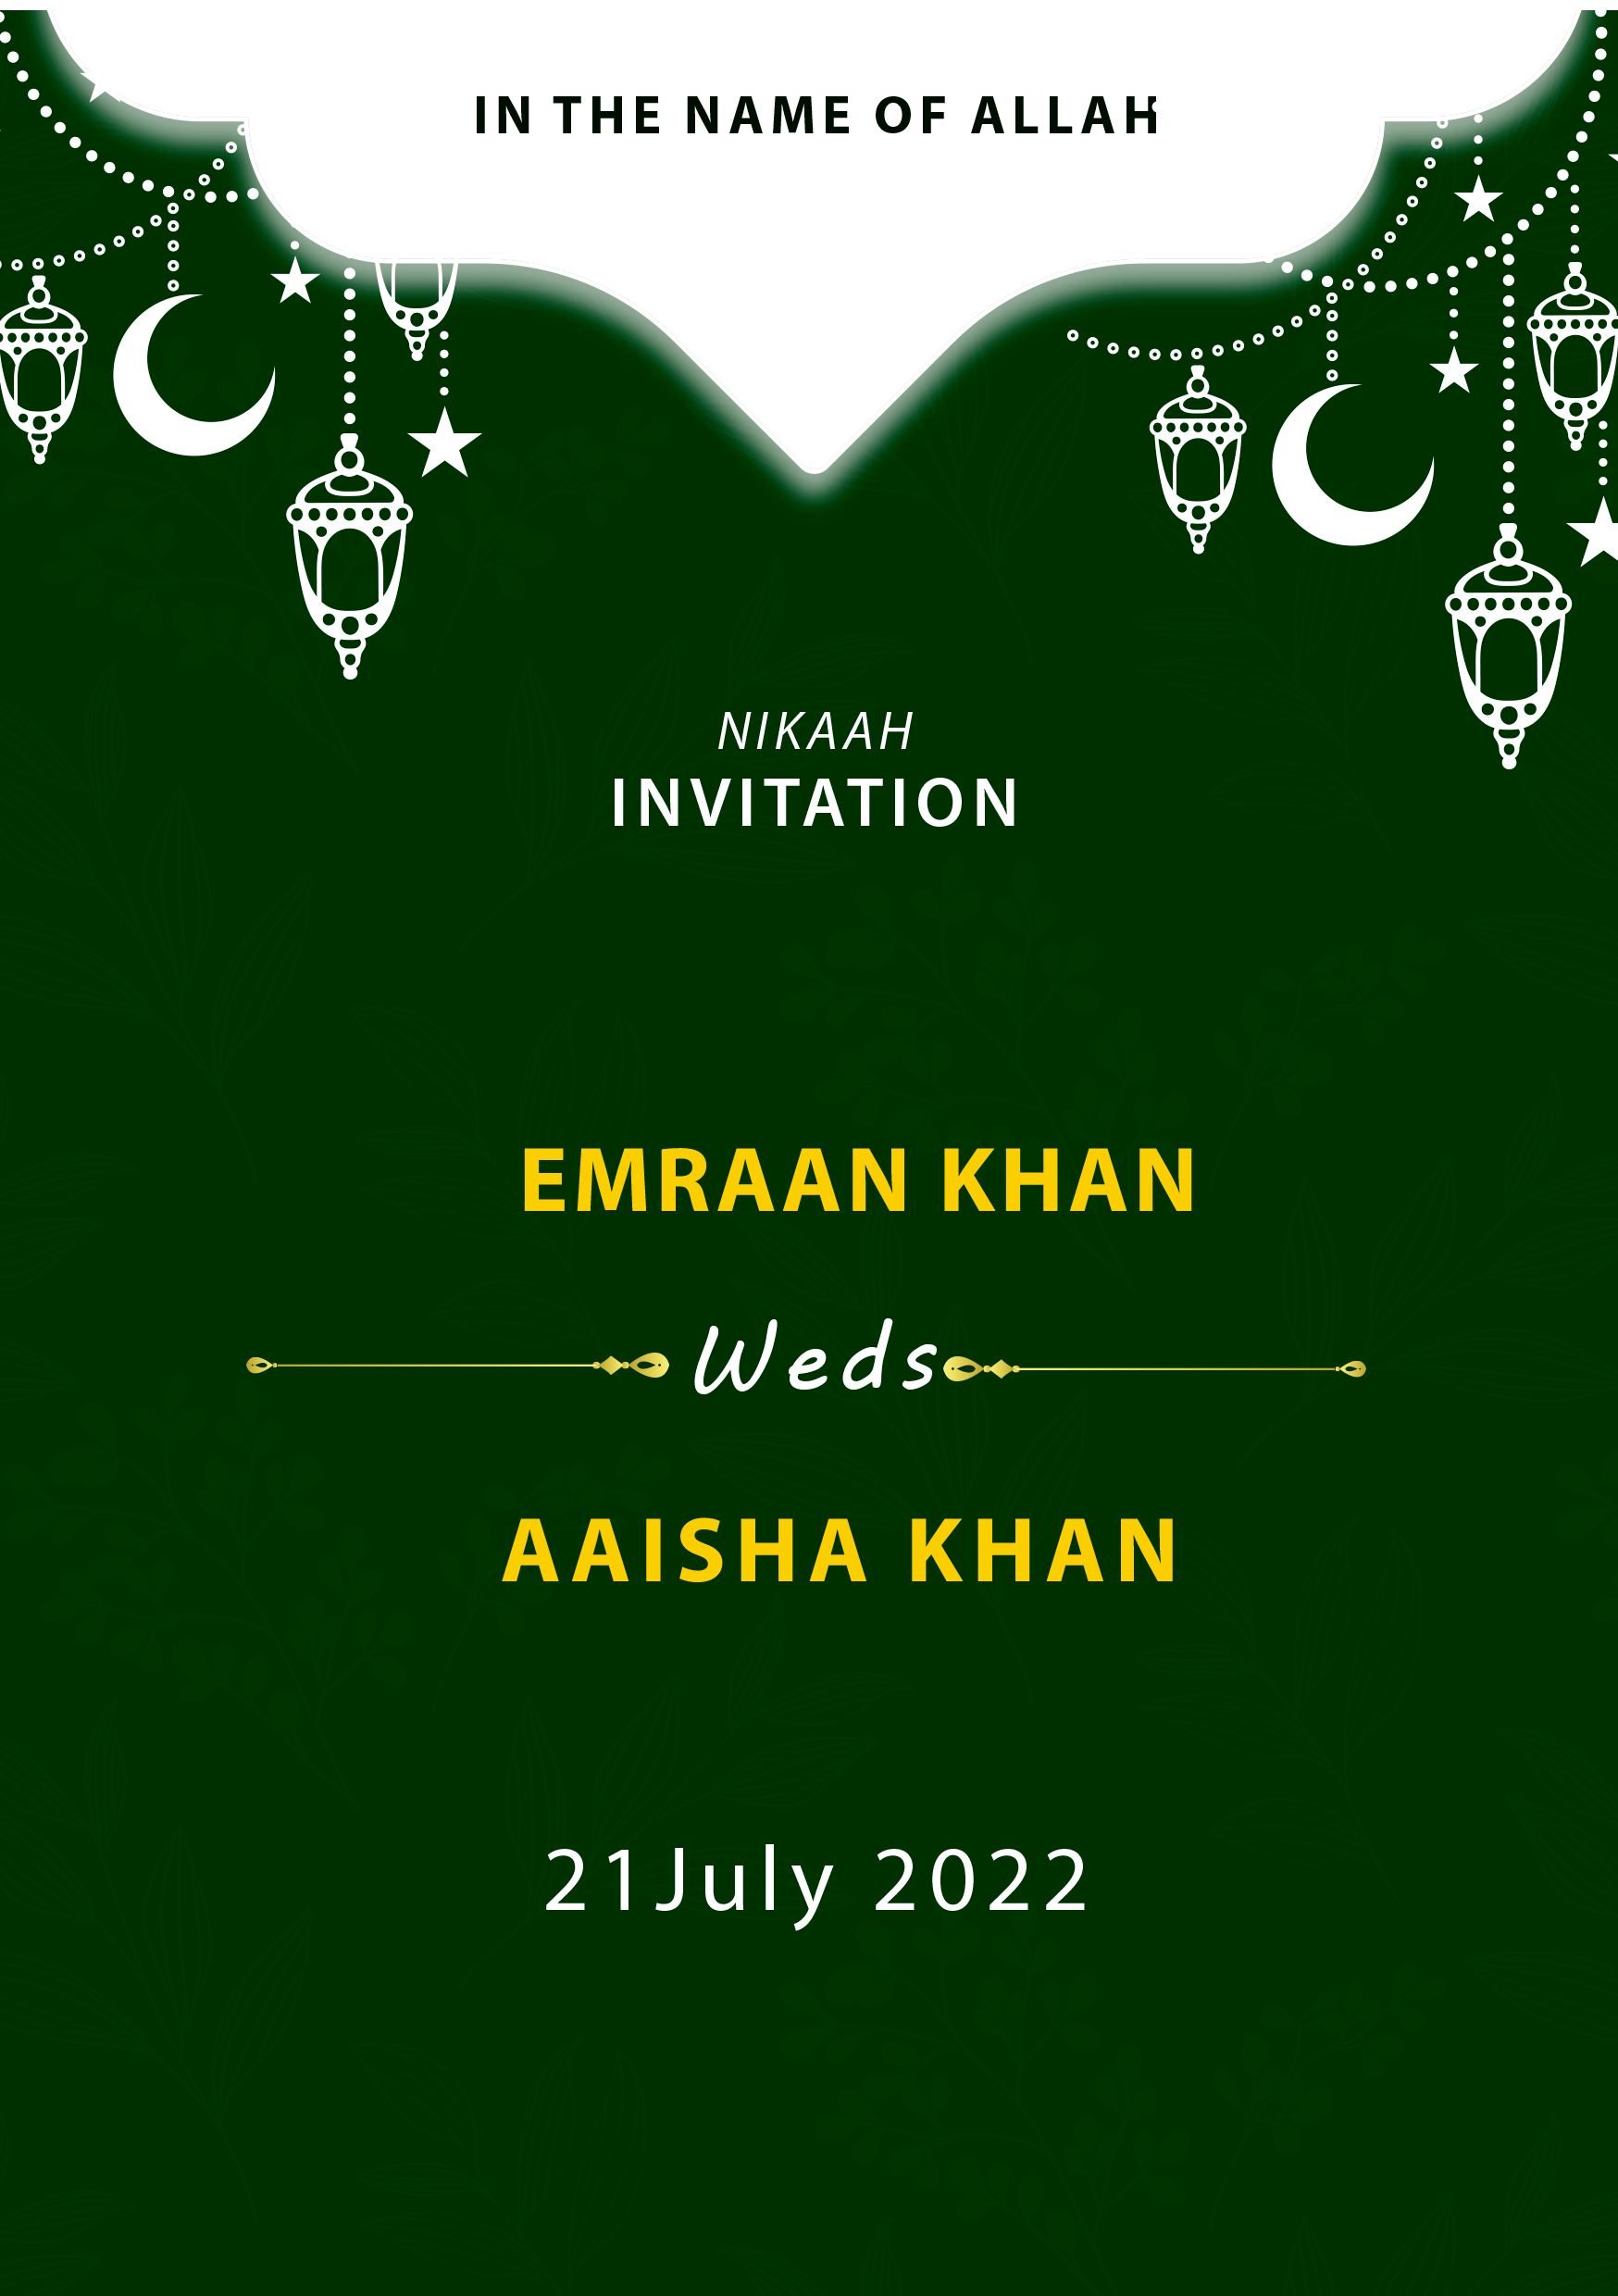 IN THE NAME OF ALLAH
NIKAAH
INVITATION
EMRAAN KHAN
Weds
AAISHA KHAN
21July 2022